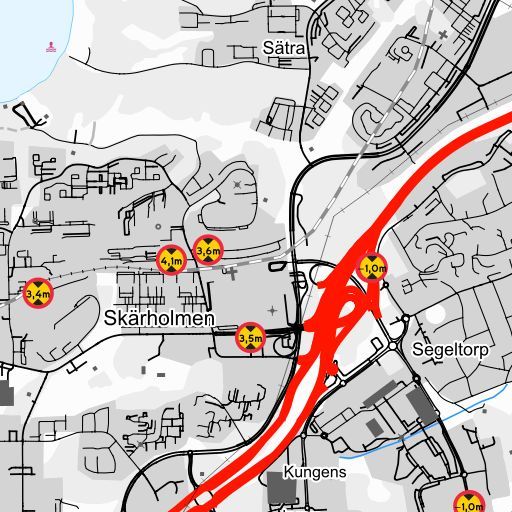 Sätra
3,6m
4,1m
-1,0m
3,4m
Skärholmen
3,5m
Segeltorp
Kungens
-1,0m